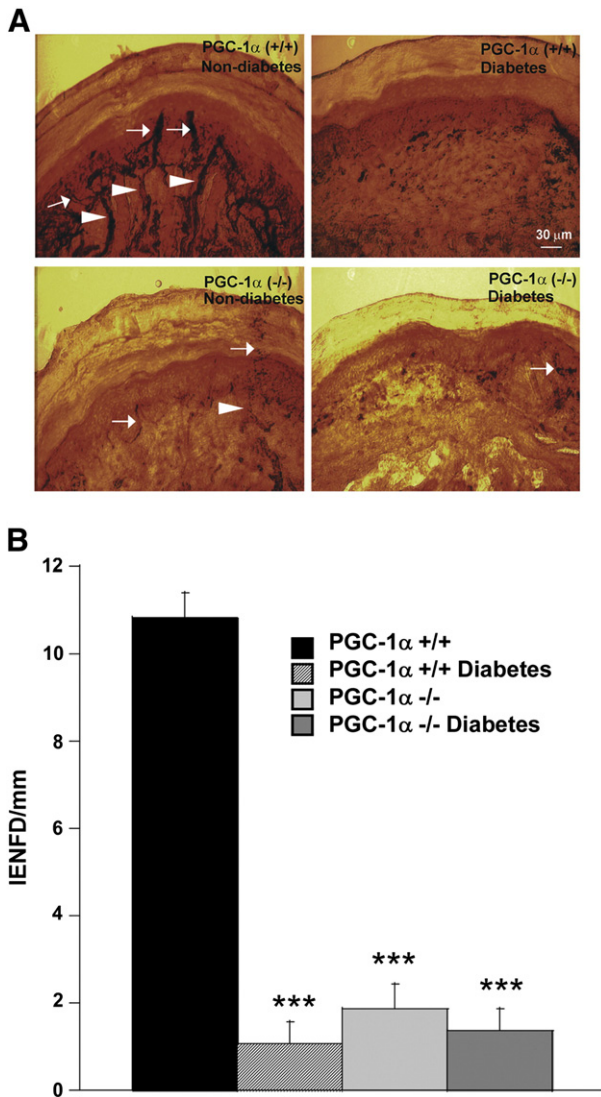 A
PGC-1α (+/+)
Non-diabetes
PGC-1α (+/+)
Diabetes
30 μm
PGC-1α (-/-)
Non-diabetes
PGC-1α (-/-)
Diabetes
B
12
10
8
6
4
2
0
IENFD/mm
PGC-1α +/+
PGC-1α +/+ Diabetes
PGC-1α -/-
PGC-1α -/- Diabetes
***
***
***